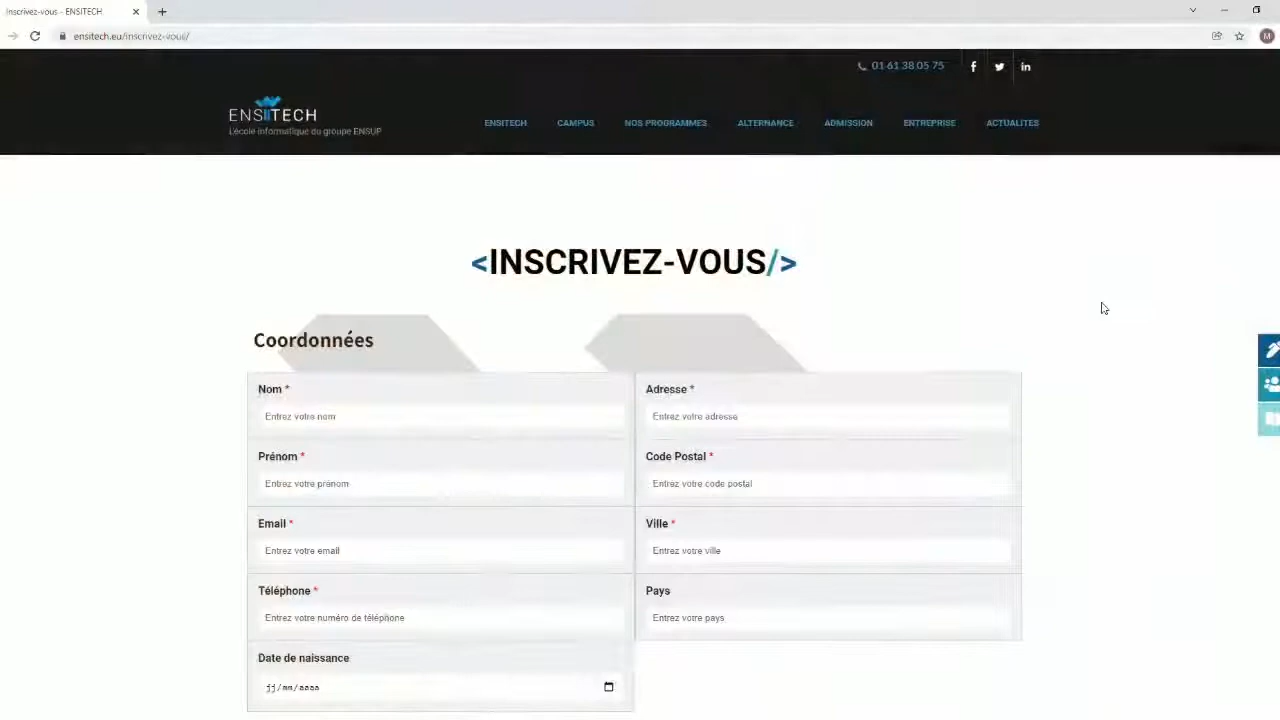 Inscrivez-vous - ENSITECH
ensitech.eu/inscrivez-vous/
M
01 61 38 05 75
ENSITECH
L'école informatique du groupe ENSUP
ENSITECH CAMPUS NOS PROGRAMMES ALTERNANCE ADMISSION ENTREPRISE ACTUALITES
<INSCRIVEZ-VOUS/>
Coordonnées
Nom *
Entrez votre nom
Adresse *
Entrez votre adresse
Prénom *
Entrez votre prénom
Code Postal *
Entrez votre code postal
Email *
Entrez votre email
Ville *
Entrez votre ville
Téléphone *
Entrez votre numéro de téléphone
Pays
Entrez votre pays
Date de naissance
jj/mm/aaaa